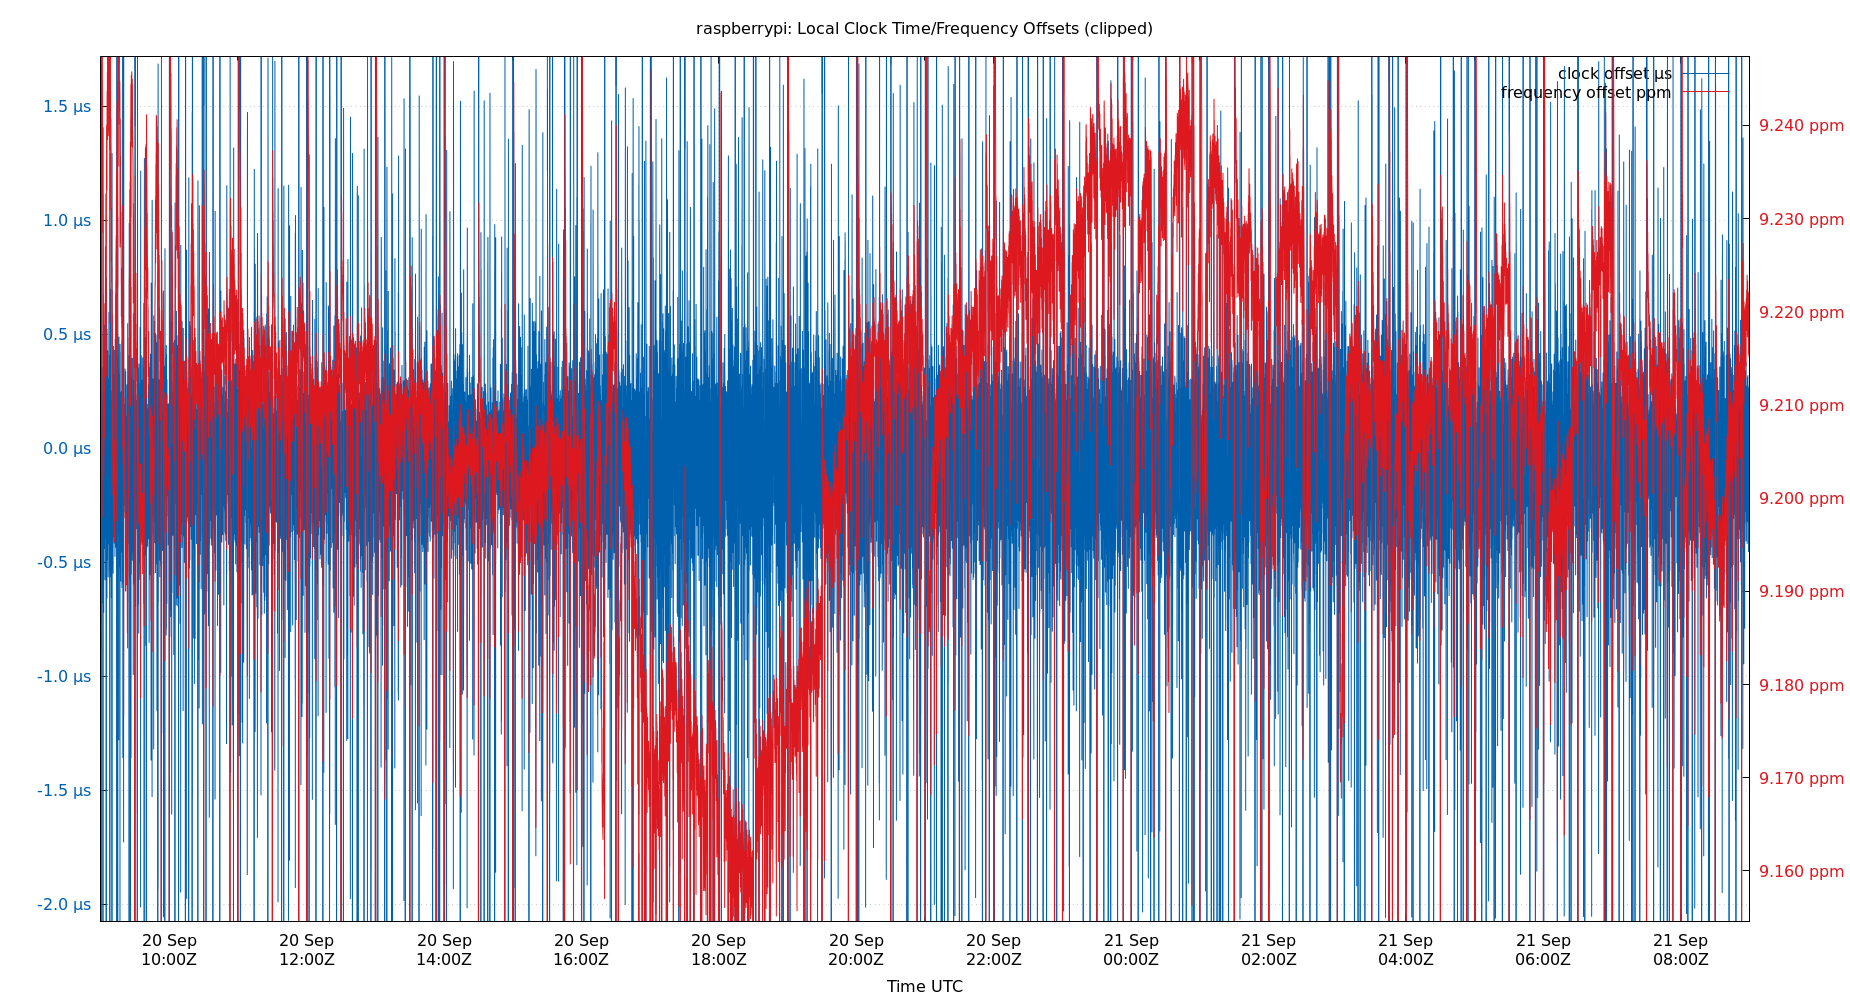 raspberrypi: Local Clock Time/Frequency Offsets (clipped)
clock offset µs
frequency offset ppm
1.5 µs
1.0 µs
0.5 µs
0.0 µs
-0.5 µs
-1.0 µs
-1.5 µs
-2.0 µs
9.240 ppm
9.230 ppm
9.220 ppm
9.210 ppm
9.200 ppm
9.190 ppm
9.180 ppm
9.170 ppm
9.160 ppm
20 Sep 20 Sep 20 Sep 20 Sep 20 Sep 20 Sep 20 Sep 21 Sep 21 Sep 21 Sep 21 Sep 21 Sep
10:00Z 12:00Z 14:00Z 16:00Z 18:00Z 20:00Z 22:00Z 00:00Z 02:00Z 04:00Z 06:00Z 08:00Z
Time UTC